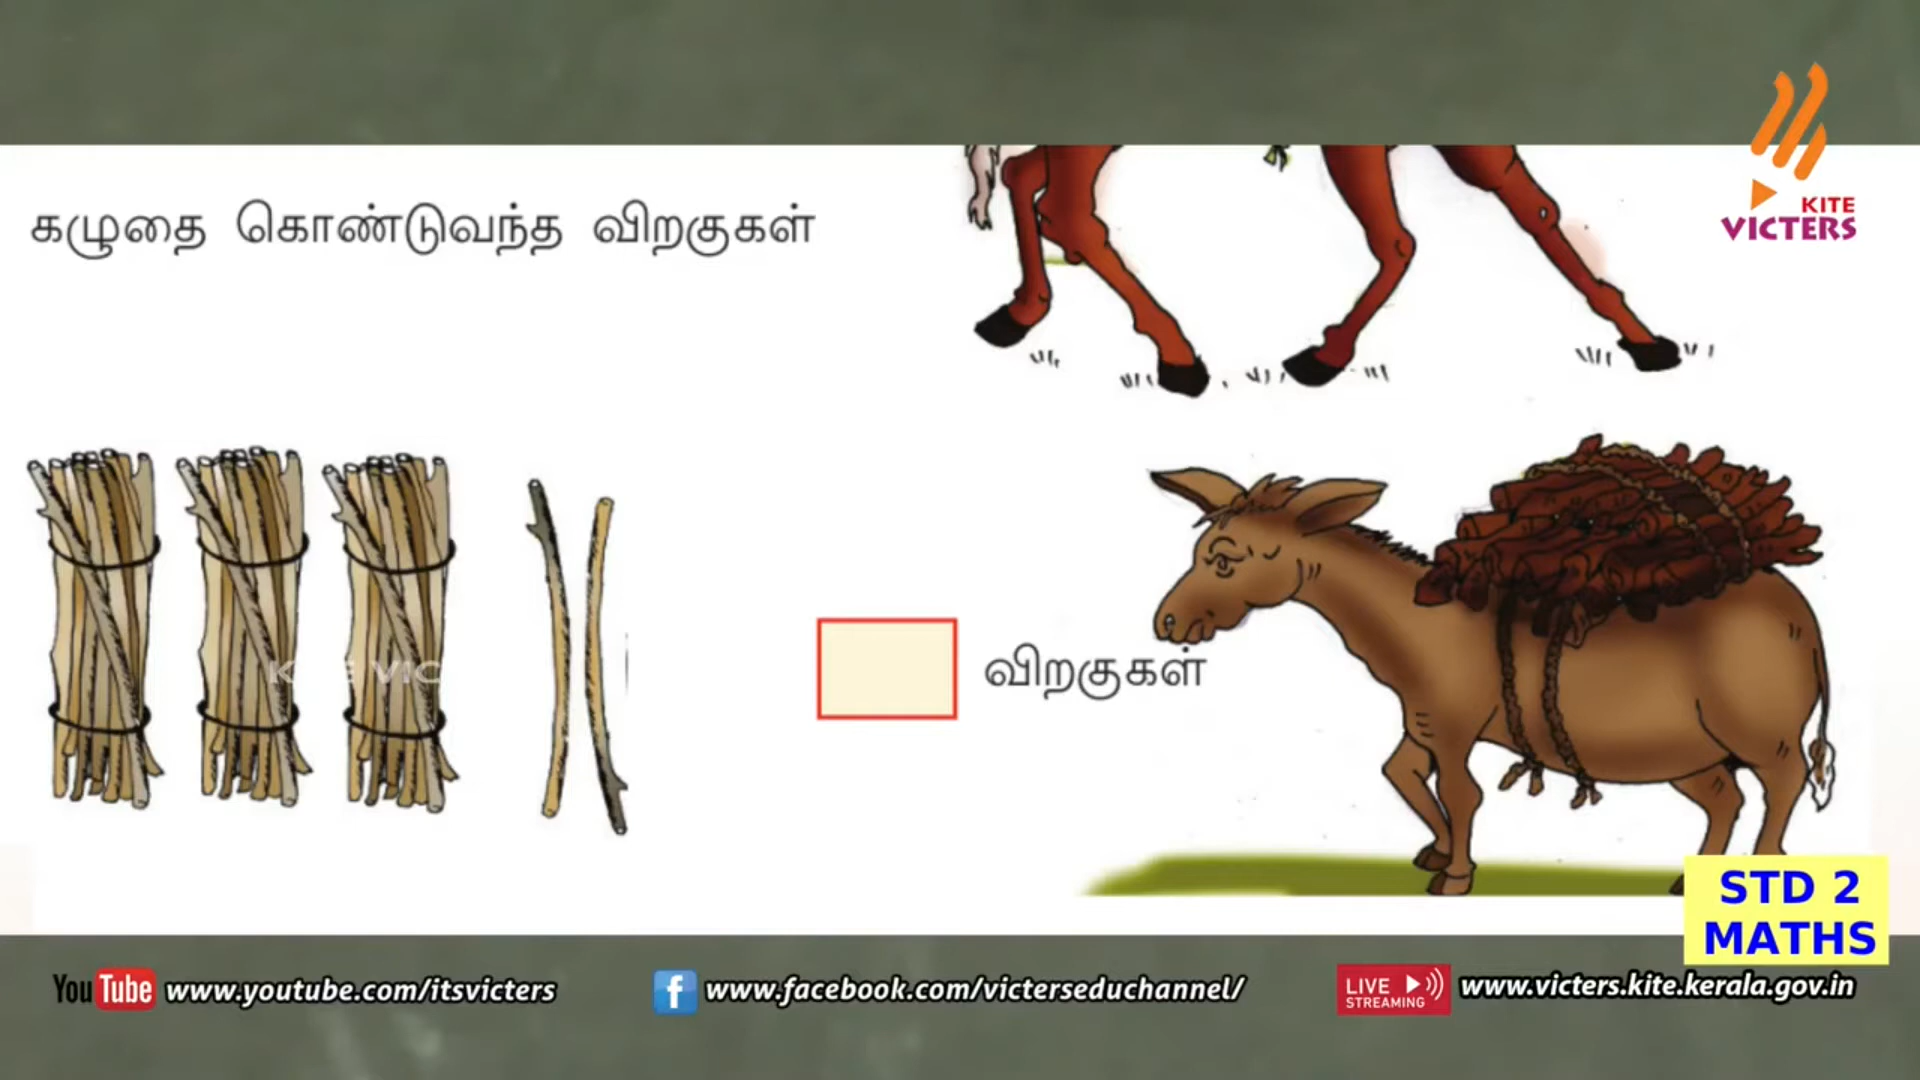 KITE
VICTERS
கழுதை கொண்டுவந்த விறகுகள்
விறகுகள்
STD 2
MATHS
YouTube www.youtube.com/itsvicters
f www.facebook.com/victerseduchannel/
LIVE STREAMING www.victers.kite.kerala.gov.in